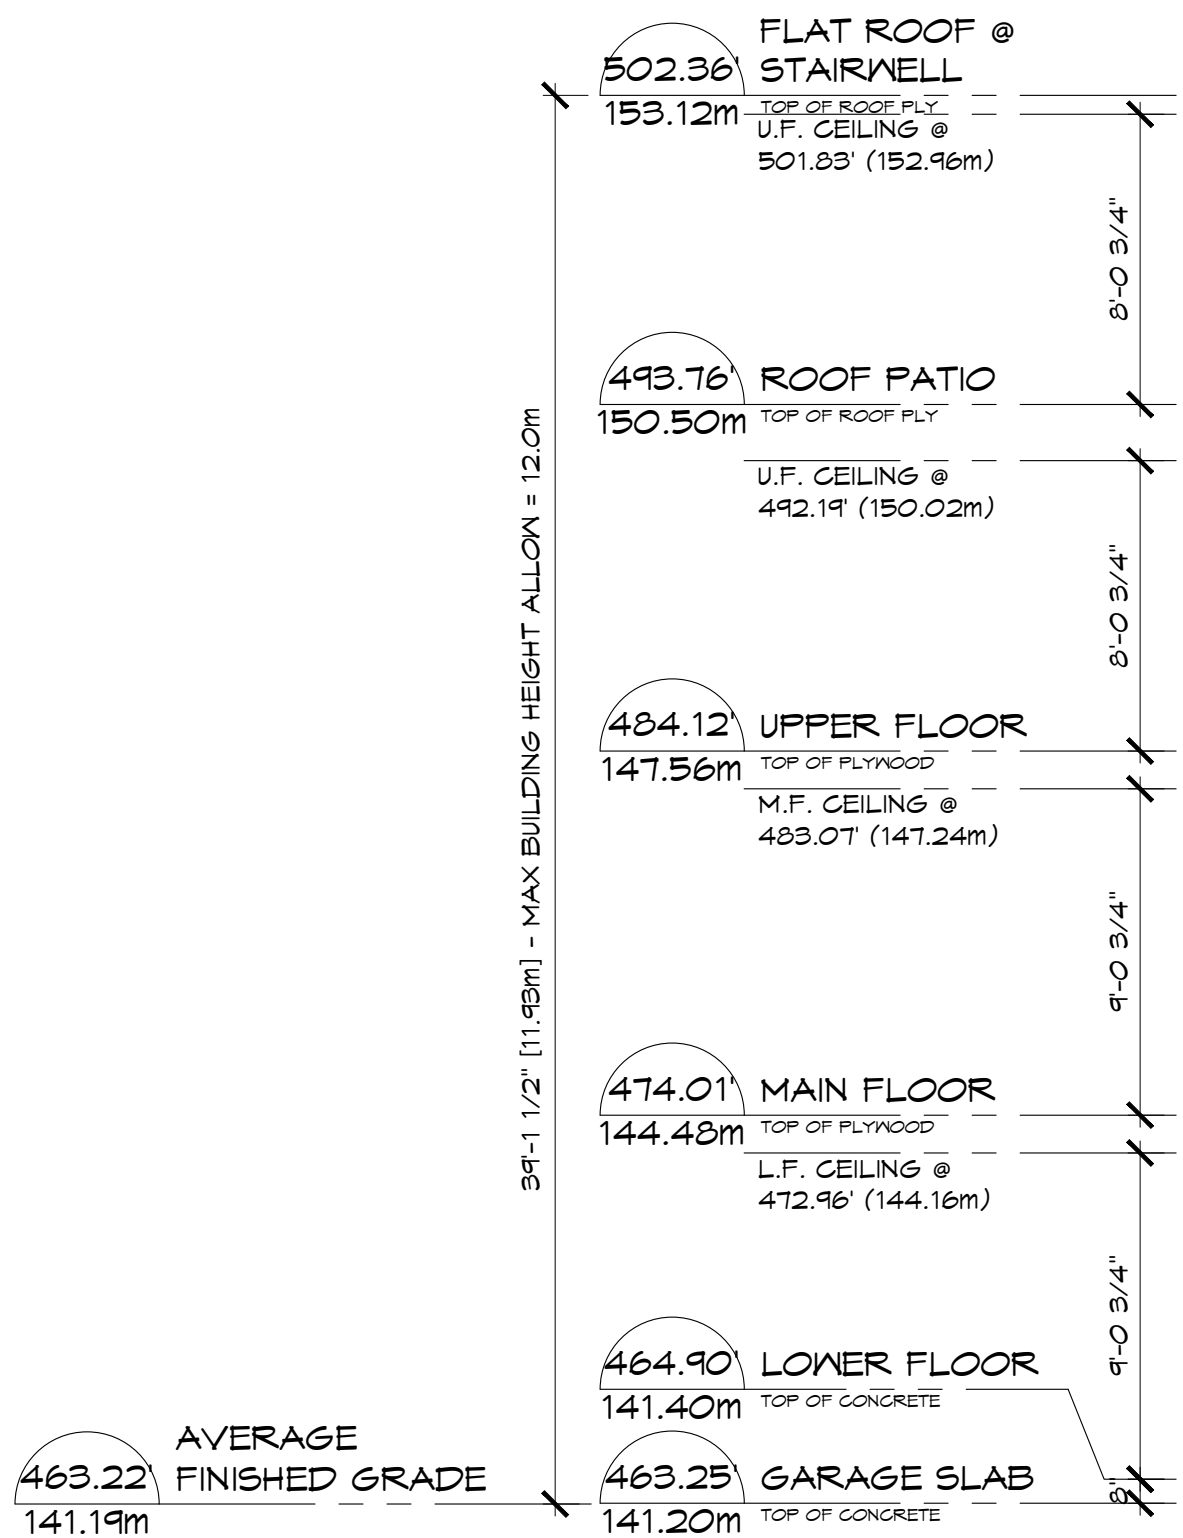 FLAT ROOF @
502.36' STAIRWELL
153.12m TOP OF ROOF PLY
U.F. CEILING @
501.83' (152.96m)
8'-0 3/4"
493.76' ROOF PATIO
150.50m TOP OF ROOF PLY
U.F. CEILING @
492.19' (150.02m)
8'-0 3/4"
39'-1 1/2" [11.93m] - MAX BUILDING HEIGHT ALLOW = 12.0m
484.12' UPPER FLOOR
147.56m TOP OF PLYWOOD
M.F. CEILING @
483.07' (147.24m)
9'-0 3/4"
474.01' MAIN FLOOR
144.48m TOP OF PLYWOOD
L.F. CEILING @
472.96' (144.16m)
9'-0 3/4"
464.90' LOWER FLOOR
141.40m TOP OF CONCRETE
8"
AVERAGE
463.22' FINISHED GRADE
141.19m
463.25' GARAGE SLAB
141.20m TOP OF CONCRETE